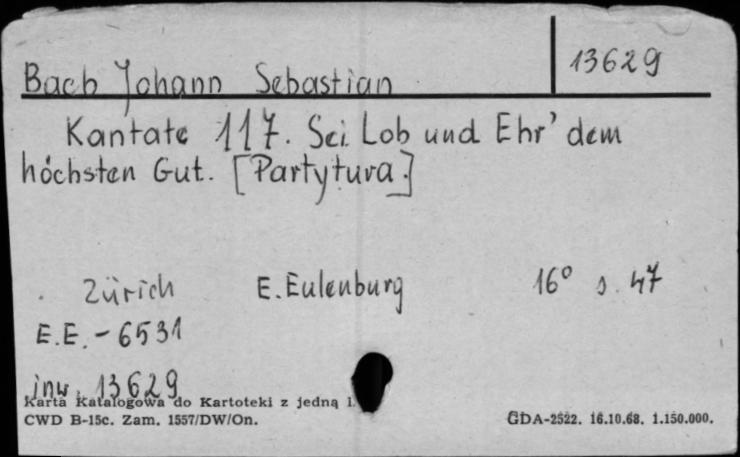 13629
Bach Johann Sebastian
Kantate 117. Sei Lob und Ehr' dem
höchsten Gut. [Partytura.]
Zürich E. Eulenburg 16° s. 47
E.E. - 6531
inw. 13629
Karta Katalogowa do Kartoteki z jedną l
CWD B-15c. Zam. 1557/DW/On.
GDA-2522. 16.10.68. 1.150.000.